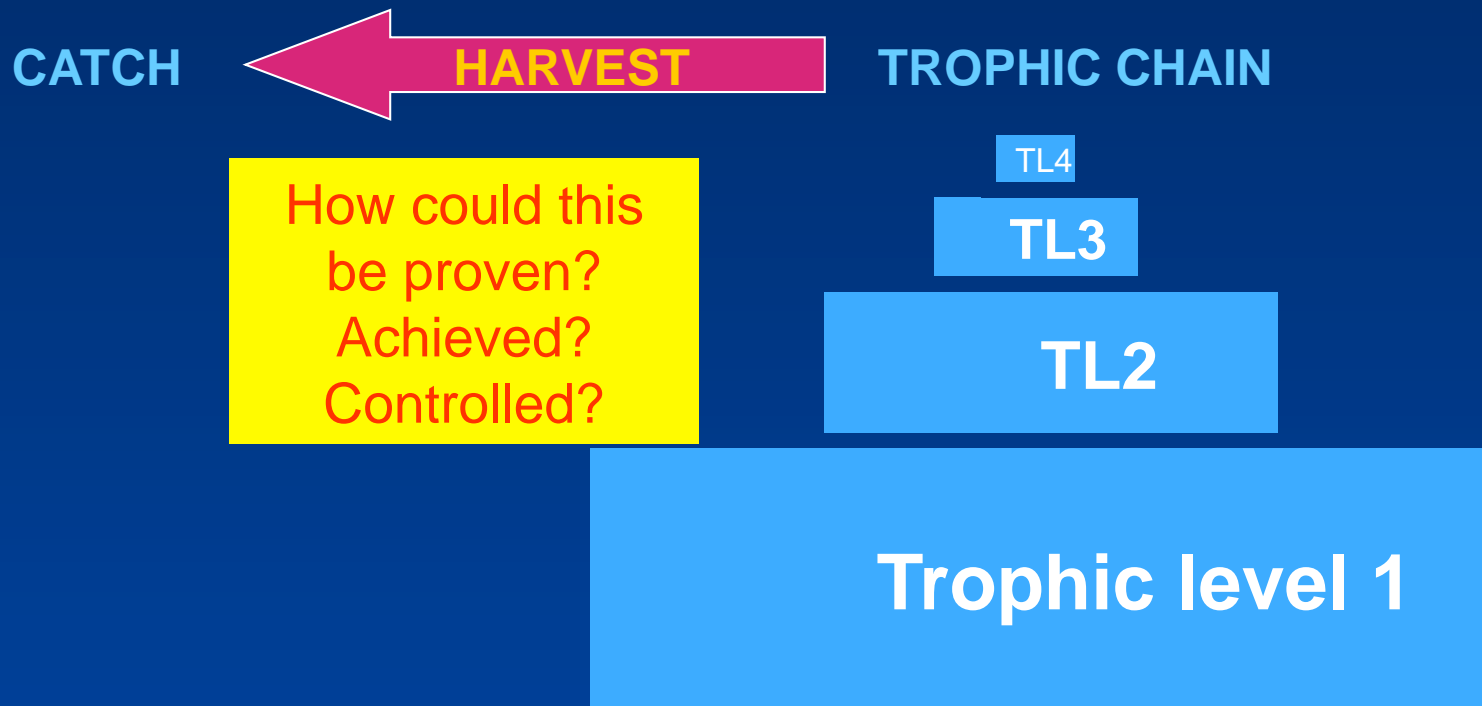 CATCH HARVEST TROPHIC CHAIN
TL4
How could this
be proven?
Achieved?
Controlled?
TL3
TL2
Trophic level 1